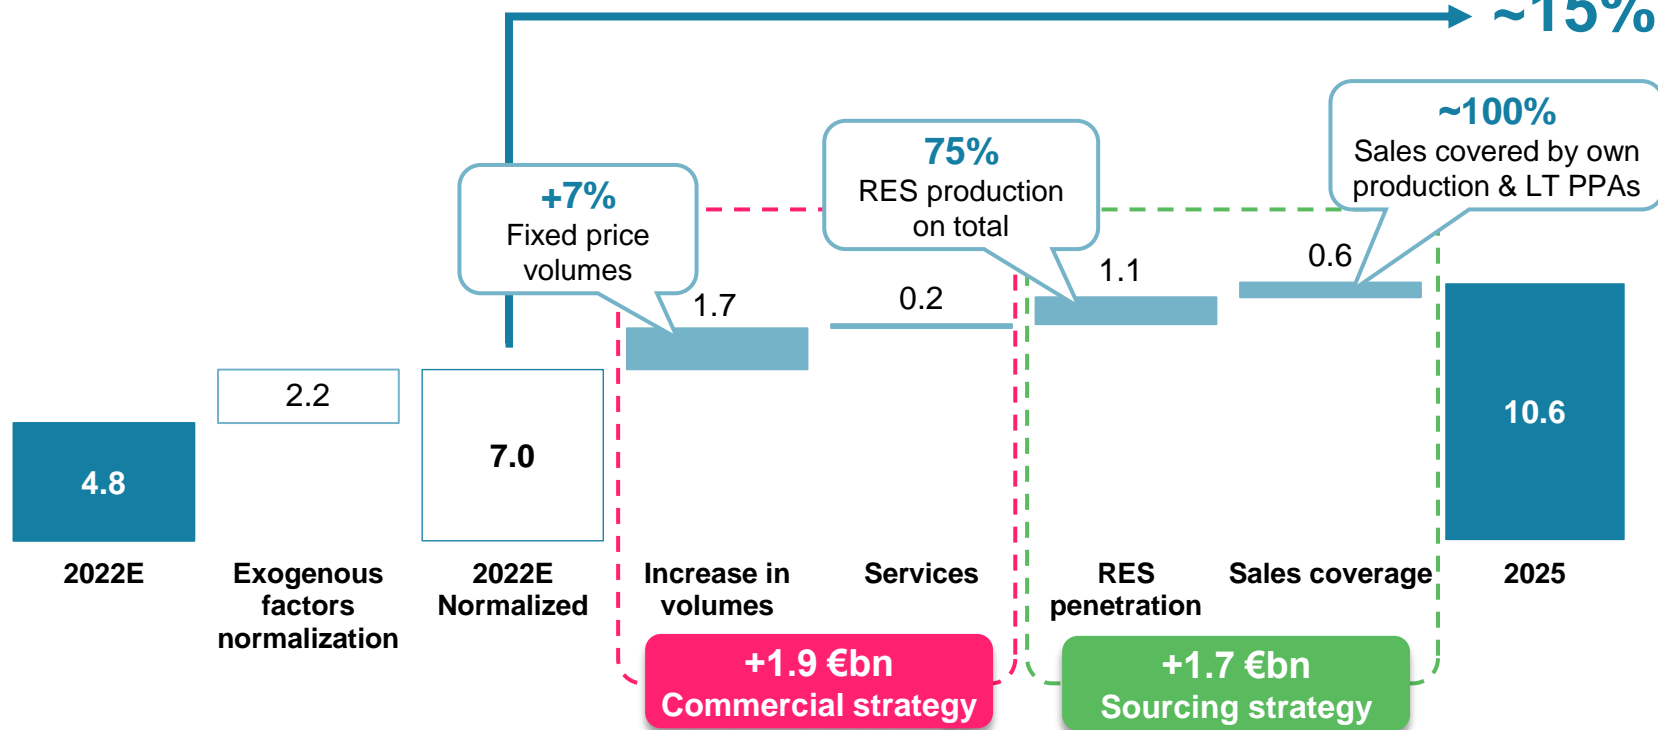 ~15%
~100%
Sales covered by own
production & LT PPAs
75%
RES production
on total
+7%
Fixed price
volumes
1.7
0.2
1.1
0.6
2.2
4.8
7.0
10.6
2022E
Exogenous
factors
normalization
2022E
Normalized
Increase in
volumes
Services
RES
penetration
Sales coverage
2025
+1.9 €bn
Commercial strategy
+1.7 €bn
Sourcing strategy